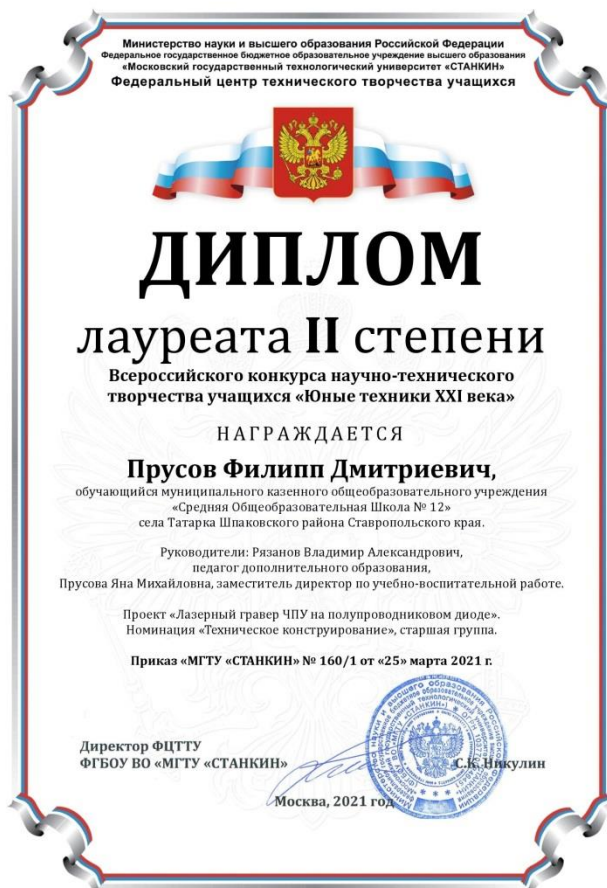 Министерство науки и высшего образования Российской Федерации
Федеральное государственное бюджетное образовательное учреждение высшего образования
«Московский государственный технологический университет «СТАНКИН»
Федеральный центр технического творчества учащихся
ДИПЛОМ
лауреата II степени
Всероссийского конкурса научно-технического
творчества учащихся «Юные техники XXI века»
НАГРАЖДАЕТСЯ
Прусов Филипп Дмитриевич,
обучающийся муниципального казенного общеобразовательного учреждения
«Средняя Общеобразовательная Школа № 12»
села Татарка Шпаковского района Ставропольского края.
Руководители: Рязанов Владимир Александрович,
педагог дополнительного образования,
Прусова Яна Михайловна, заместитель директор по учебно-воспитательной работе.
Проект «Лазерный гравер ЧПУ на полупроводниковом диоде».
Номинация «Техническое конструирование», старшая группа.
Приказ «МГТУ «СТАНКИН» № 160/1 от «25» марта 2021 г.
Директор ФЦТТУ
ФГБОУ ВО «МГТУ «СТАНКИН»
С.К. Никулин
Москва, 2021 год